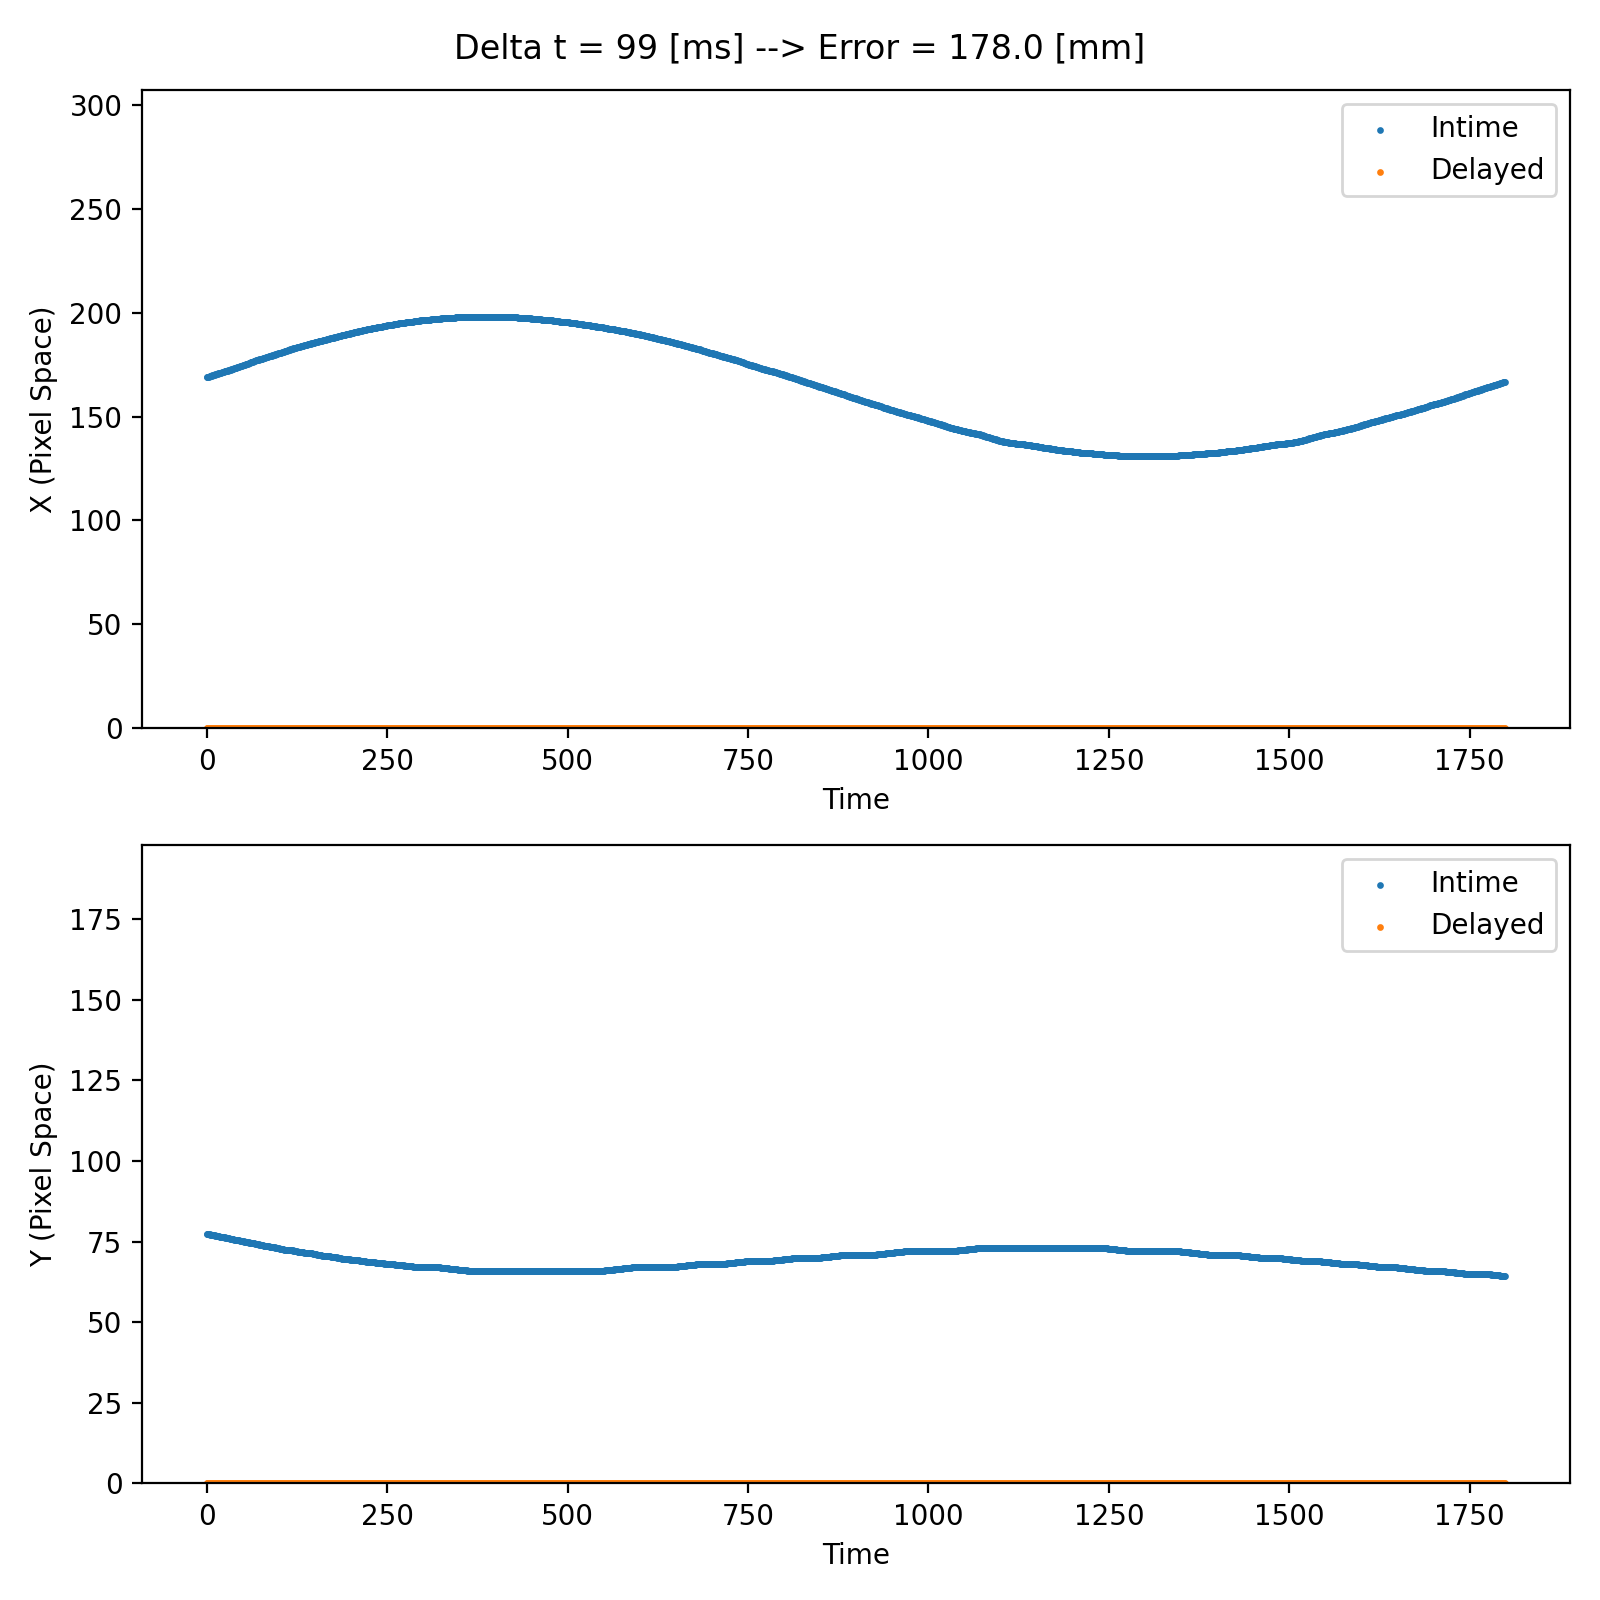 Delta t = 99 [ms] --> Error = 178.0 [mm]
300
250
200
150
100
50
0
X (Pixel Space)
Intime
Delayed
0 250 500 750 1000 1250 1500 1750
Time
175
150
125
100
75
50
25
0
Y (Pixel Space)
Intime
Delayed
0 250 500 750 1000 1250 1500 1750
Time